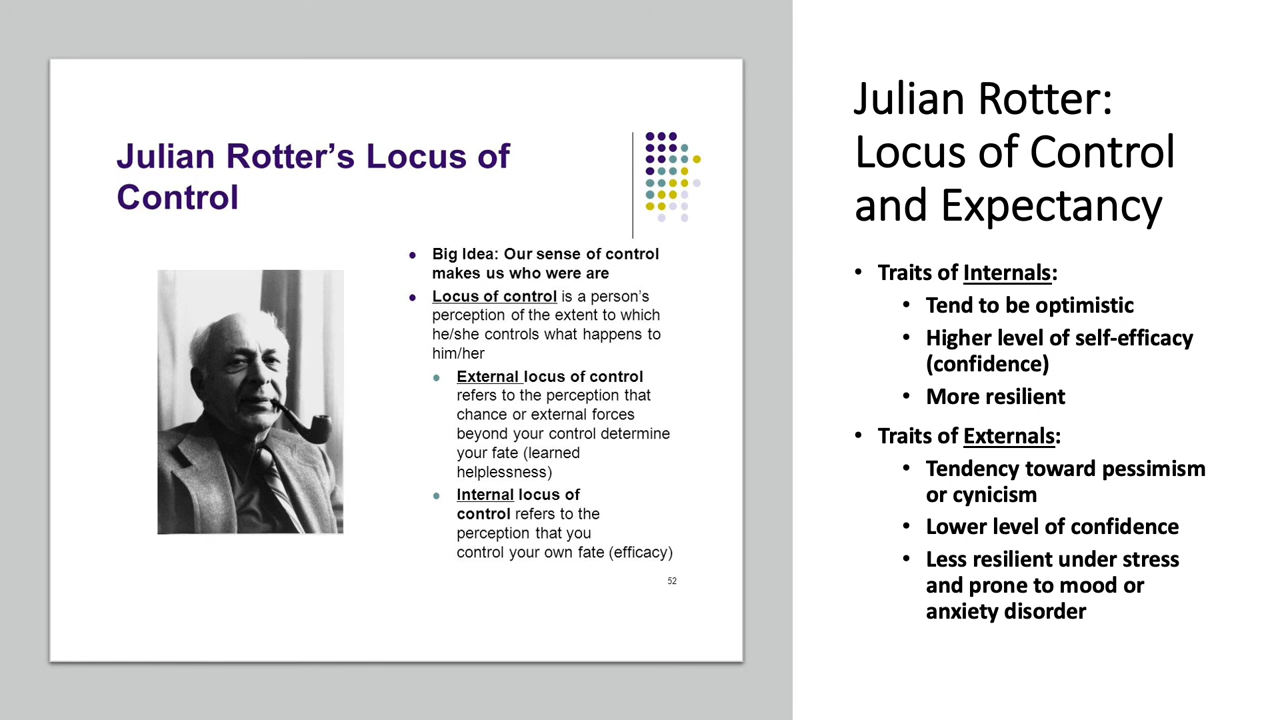 Julian Rotter’s Locus of
Control
● Big Idea: Our sense of control
makes us who were are
● Locus of control is a person’s
perception of the extent to which
he/she controls what happens to
him/her
● External locus of control
refers to the perception that
chance or external forces
beyond your control determine
your fate (learned
helplessness)
● Internal locus of
control refers to the
perception that you
control your own fate (efficacy)
52
Julian Rotter:
Locus of Control
and Expectancy
• Traits of Internals:
• Tend to be optimistic
• Higher level of self-efficacy
(confidence)
• More resilient
• Traits of Externals:
• Tendency toward pessimism
or cynicism
• Lower level of confidence
• Less resilient under stress
and prone to mood or
anxiety disorder